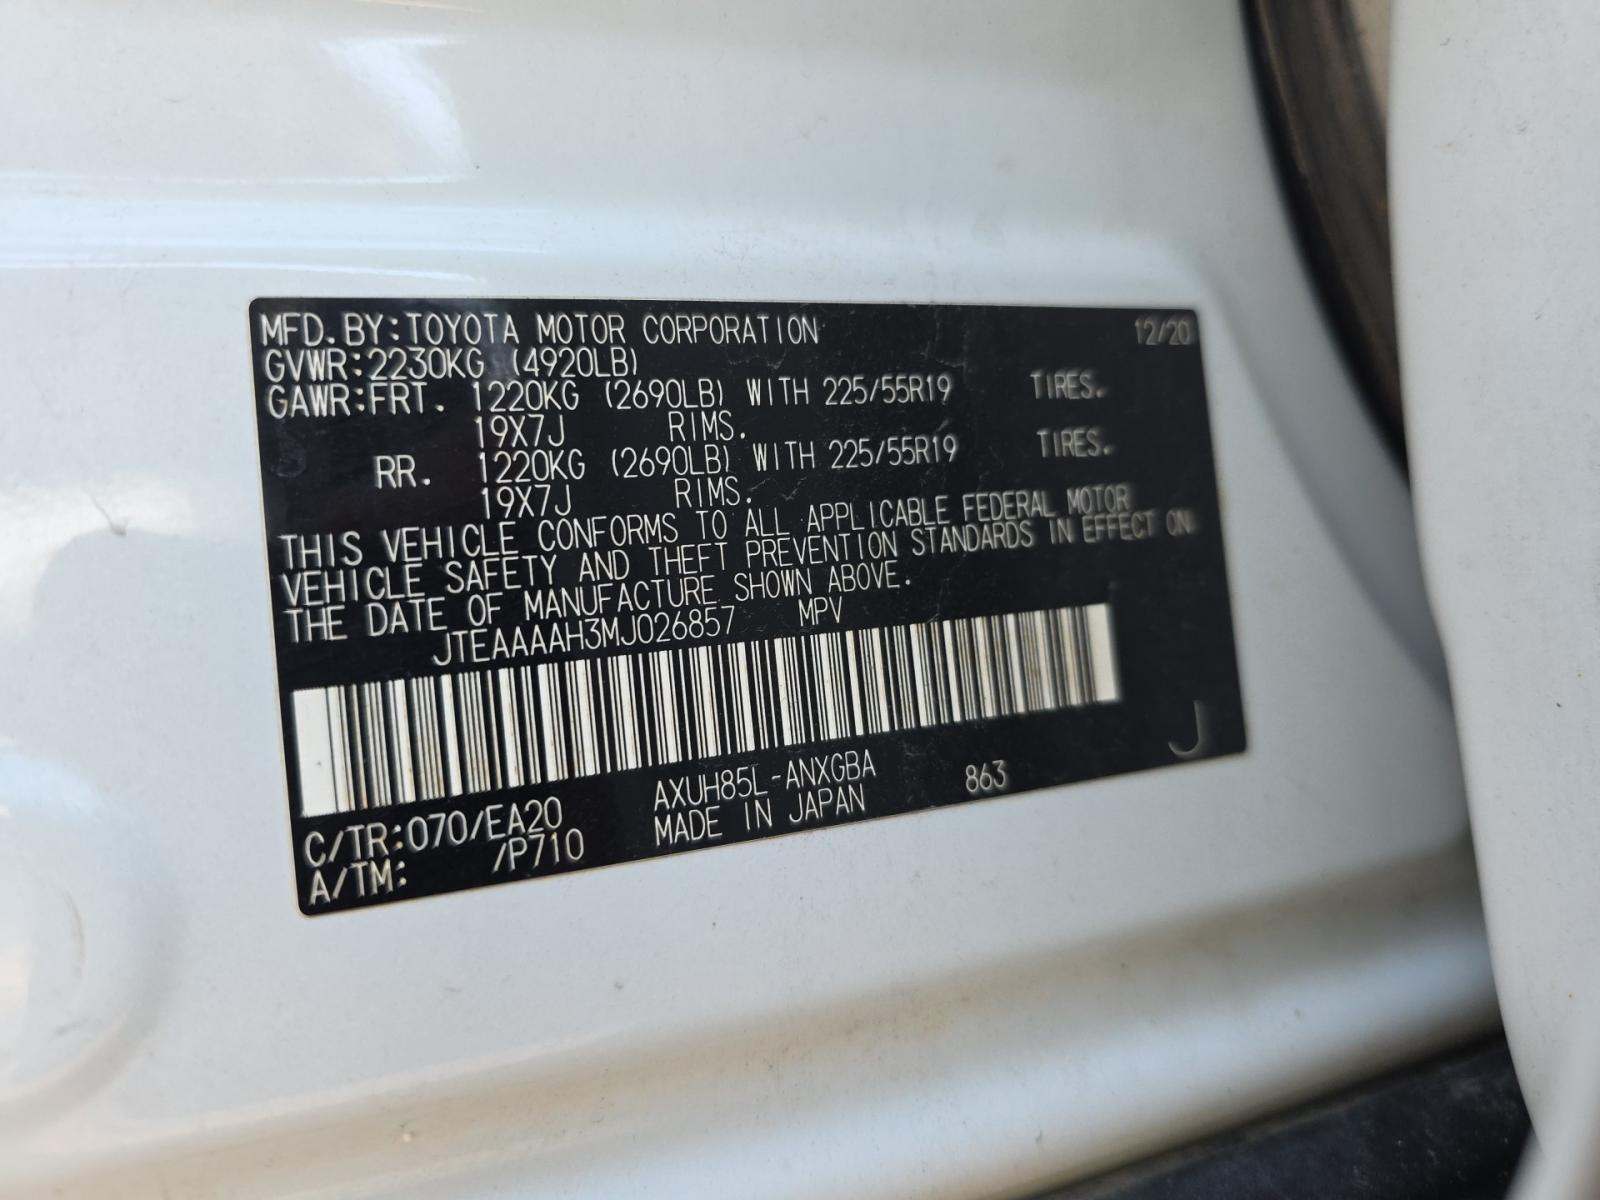 MFD.BY:TOYOTA MOTOR CORPORATION 12/20
GVWR:2230KG (4920LB)
GAWR:FRT. 1220KG (2690LB) WITH 225/55R19 TIRES.
19X7J RIMS.
RR. 1220KG (2690LB) WITH 225/55R19 TIRES.
19X7J RIMS.
THIS VEHICLE CONFORMS TO ALL APPLICABLE FEDERAL MOTOR
VEHICLE SAFETY AND THEFT PREVENTION STANDARDS IN EFFECT ON
THE DATE OF MANUFACTURE SHOWN ABOVE.
JTEAAAAH3MJ026857 MPV
C/TR:070/EA20 AXUH85L-ANXGBA 863 J
A/TM: /P710 MADE IN JAPAN